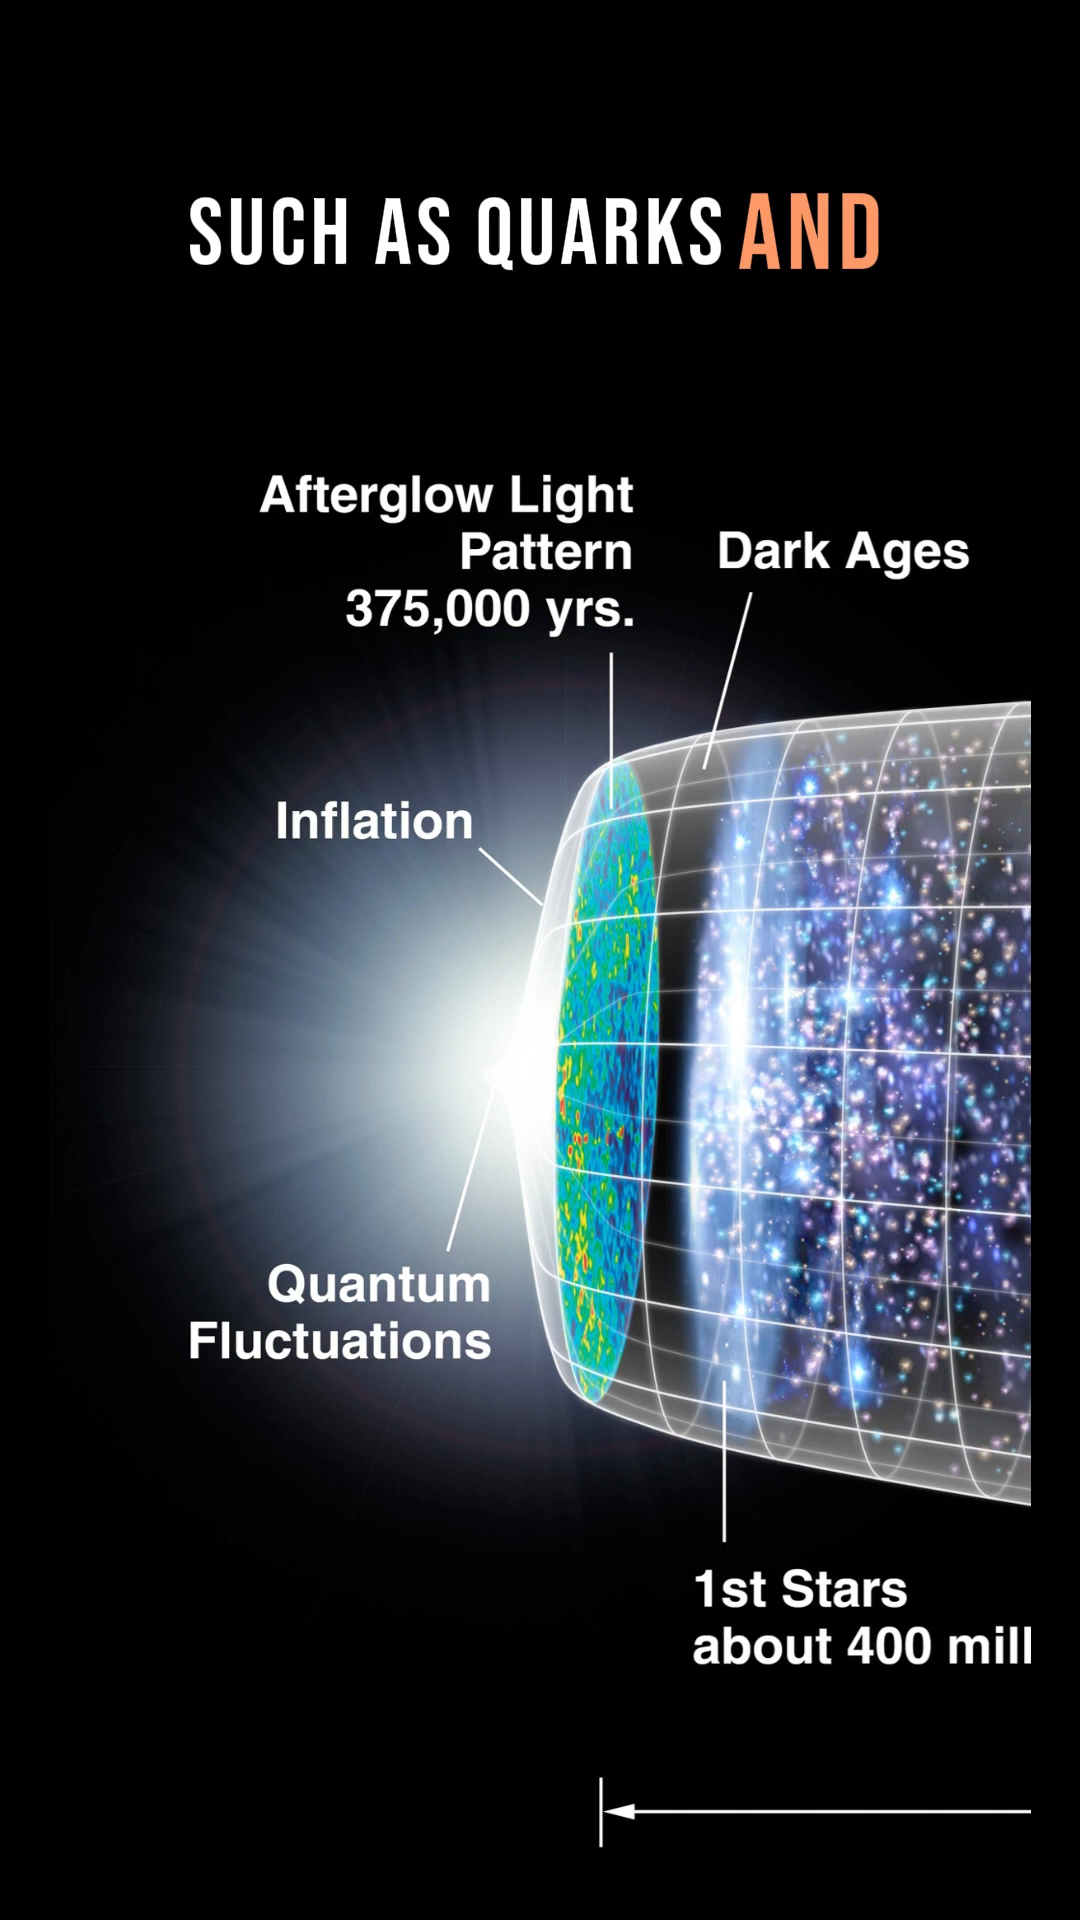 SUCH AS QUARKS AND
Afterglow Light
Pattern
375,000 yrs.
Dark Ages
Inflation
Quantum
Fluctuations
1st Stars
about 400 mill